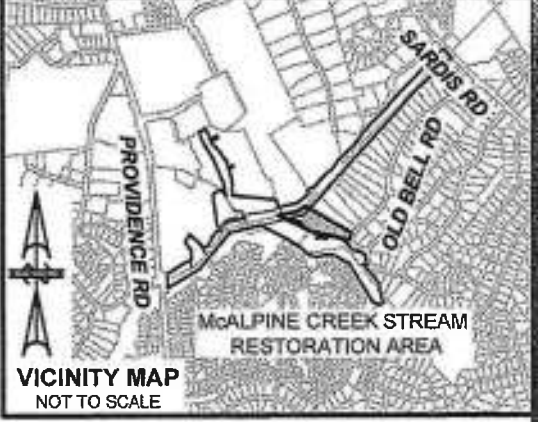 SARDIS RD
PROVIDENCE RD
OLD BELL RD
McALPINE CREEK STREAM
RESTORATION AREA
VICINITY MAP
NOT TO SCALE